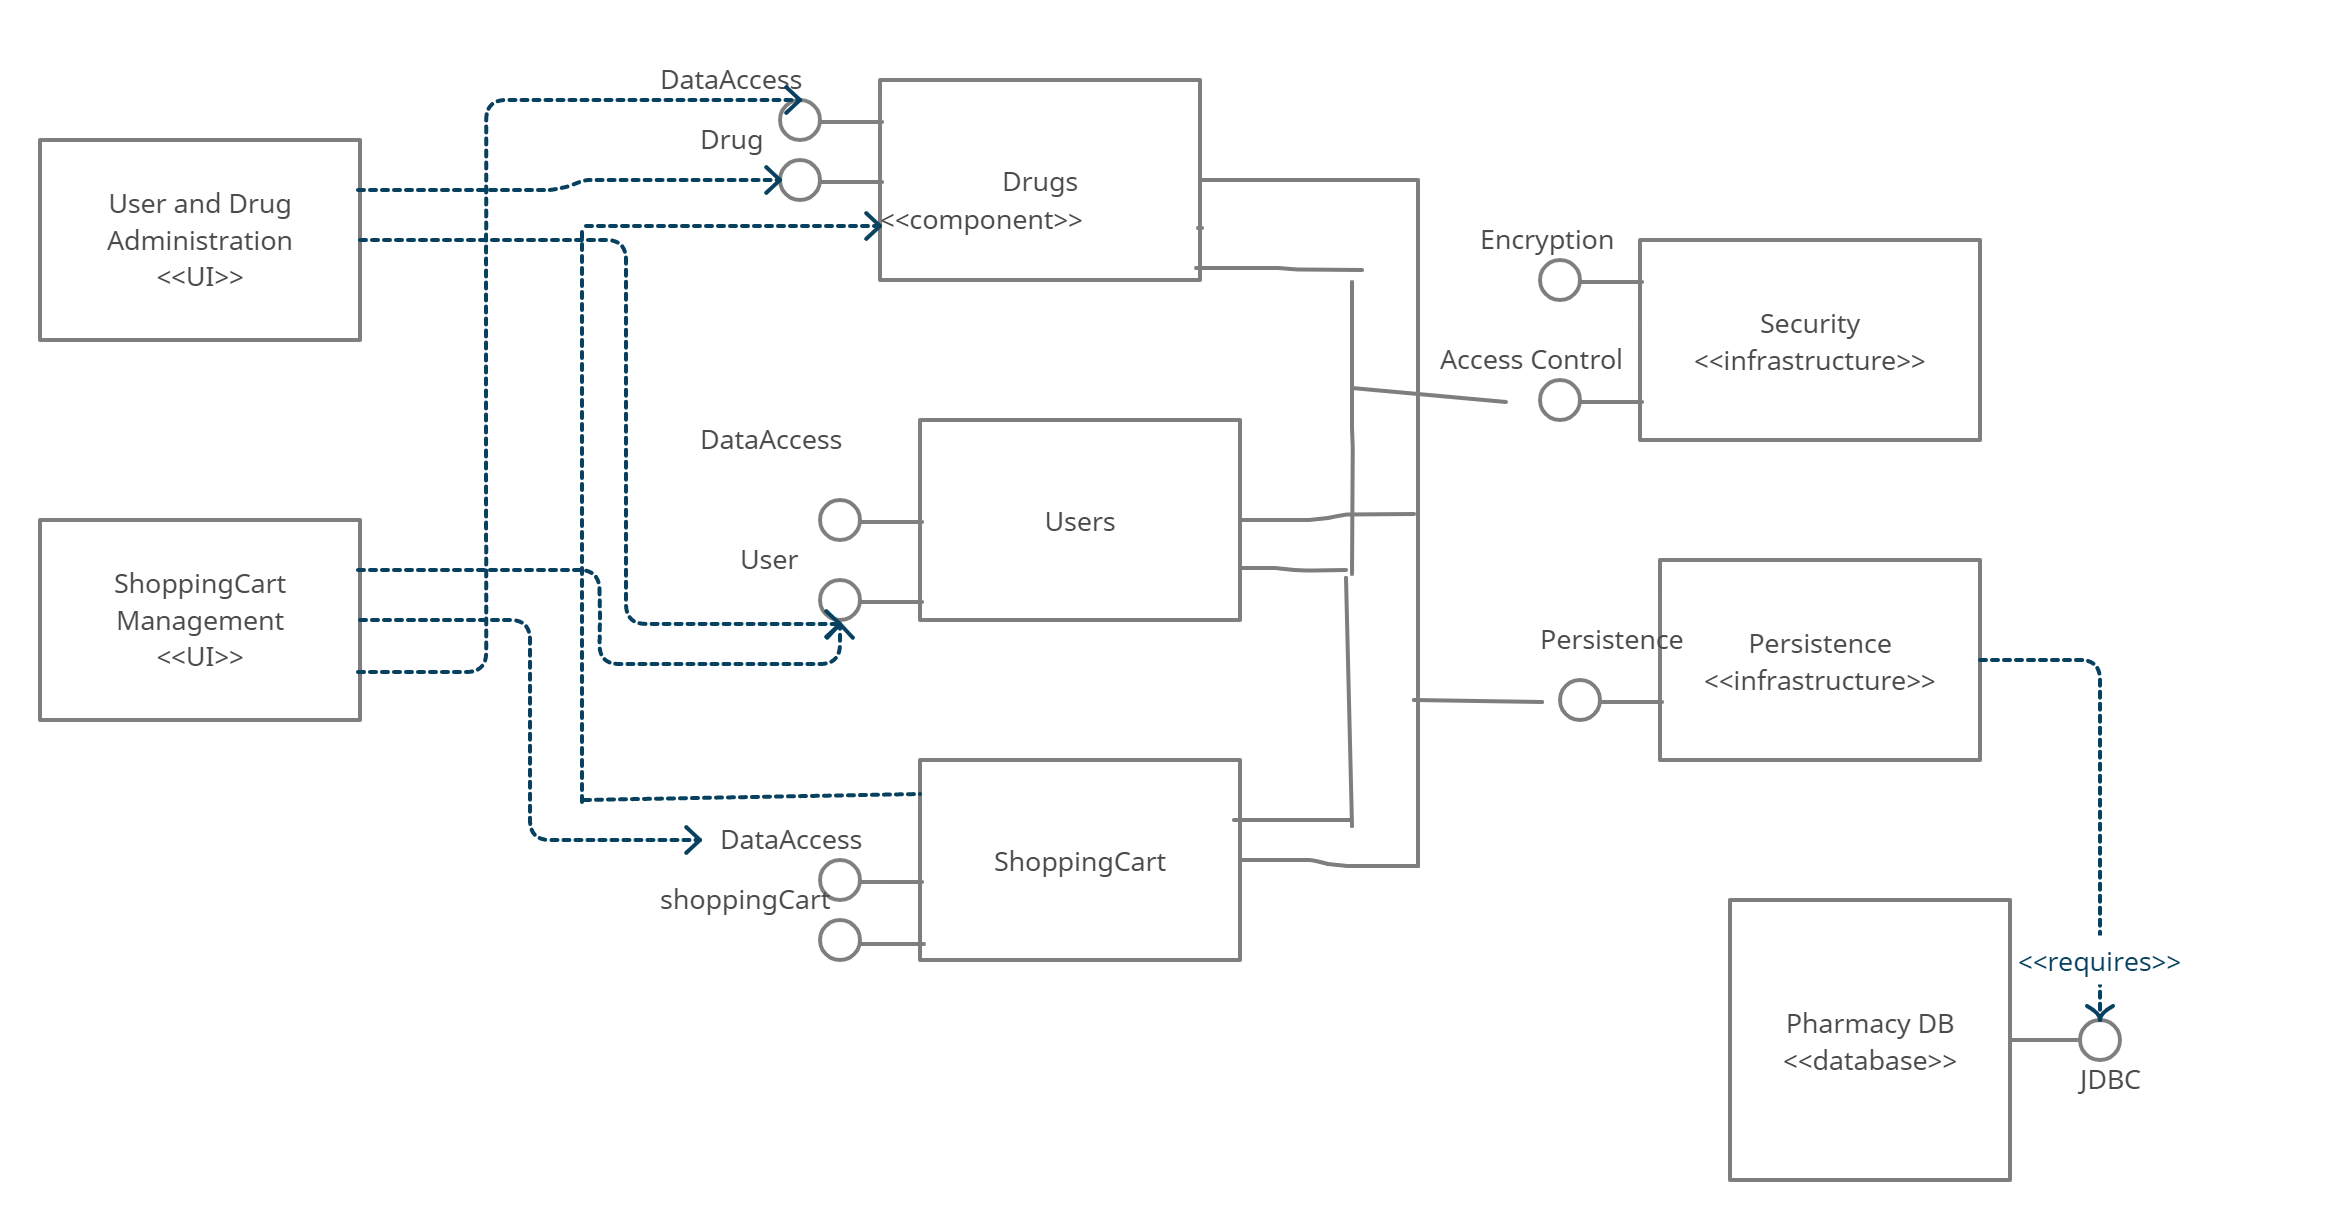 DataAccess
Drug
Drugs
<<component>>
User and Drug
Administration
<<UI>>
Encryption
Access Control
Security
<<infrastructure>>
DataAccess
User
Users
ShoppingCart
Management
<<UI>>
Persistence
Persistence
<<infrastructure>>
DataAccess
shoppingCart
ShoppingCart
<<requires>>
Pharmacy DB
<<database>>
JDBC